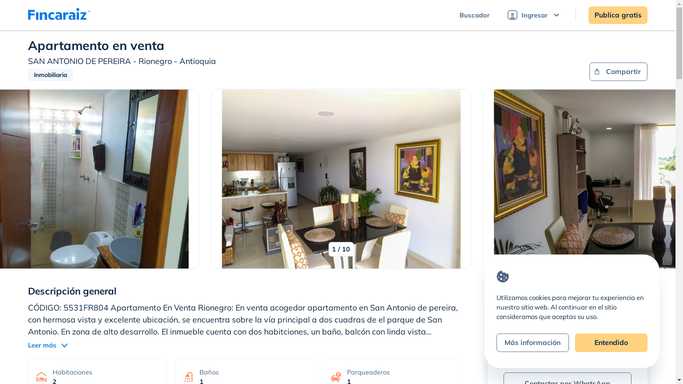 Fincaraiz
Buscador
Ingresar
Publica gratis
Apartamento en venta
SAN ANTONIO DE PEREIRA - Rionegro - Antioquia
Inmobiliaria
Compartir
1 / 10
Descripción general
CÓDIGO: 5531FR804 Apartamento En Venta Rionegro: En venta acogedor apartamento en San Antonio de pereira,
con hermosa vista y excelente ubicación, se encuentra sobre la vía principal a dos cuadras de el parque de San
Antonio. En zona de alto desarrollo. El inmueble cuenta con dos habitciones, un baño, balcón con linda vista...
Leer más
Habitaciones
2
Baños
1
Parqueaderos
1
Utilizamos cookies para mejorar tu experiencia en
nuestro sitio web. Al continuar en el sitio
consideramos que aceptas su uso.
Más información
Entendido
Contactar por WhatsApp